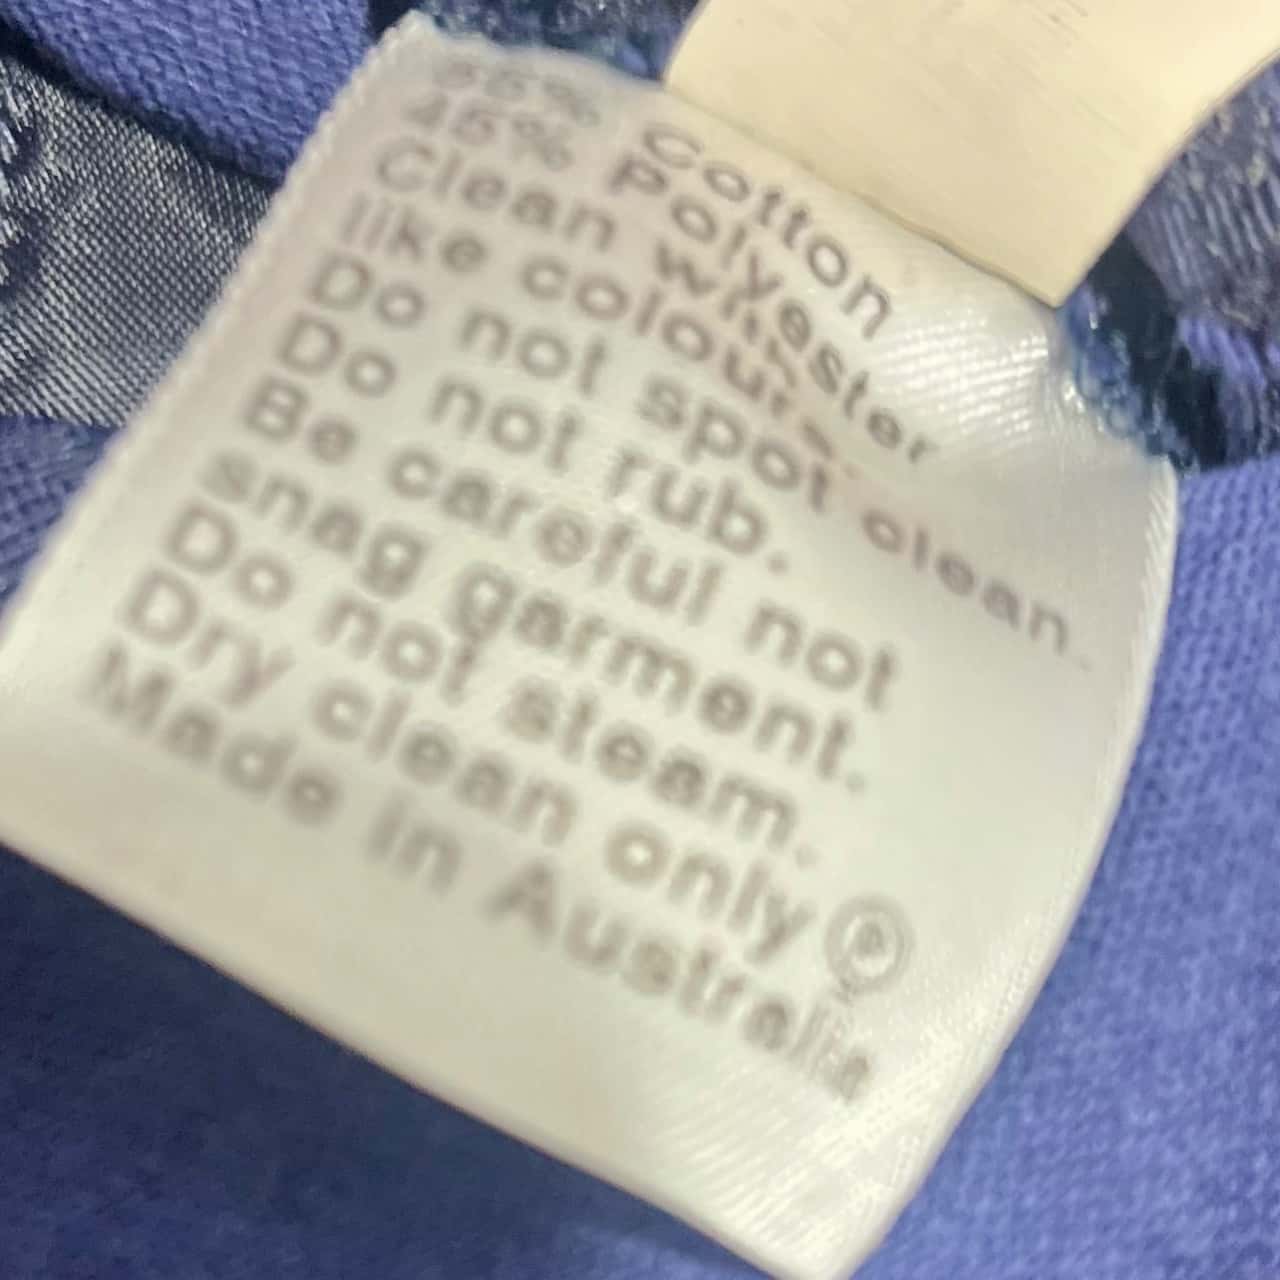 55% Cotton
45% Polyester
Clean with
like colours.
Do not spot clean.
Do not rub.
Be careful not
snag garment.
Do not steam.
Dry clean only Ⓟ
Made in Australia